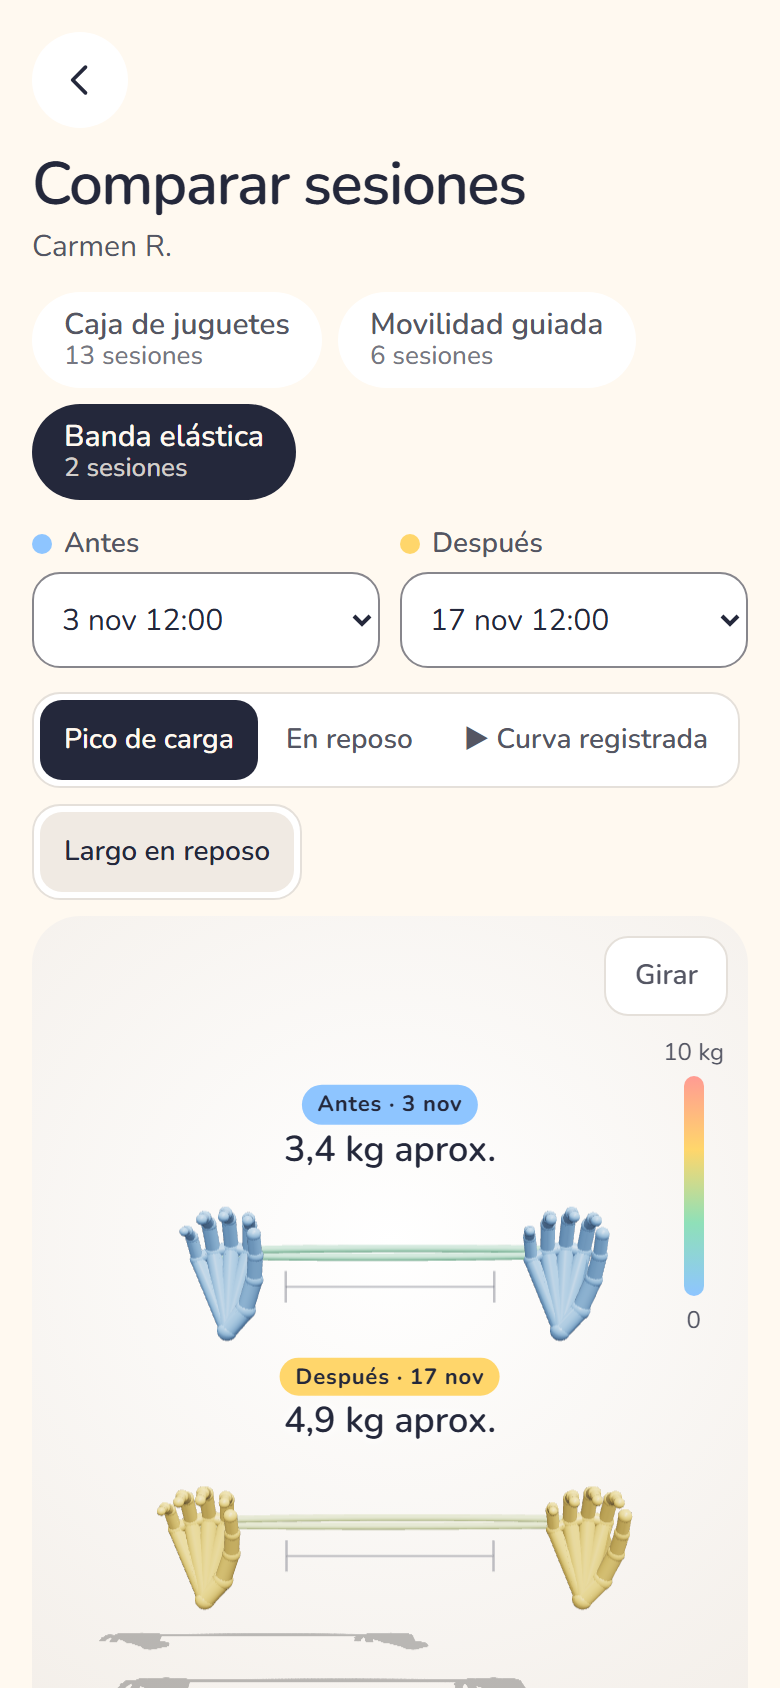 Comparar sesiones
Carmen R.
Caja de juguetes
13 sesiones
Movilidad guiada
6 sesiones
Banda elástica
2 sesiones
Antes
Después
3 nov 12:00
17 nov 12:00
Pico de carga
En reposo
▶ Curva registrada
Largo en reposo
Girar
10 kg
Antes · 3 nov
3,4 kg aprox.
0
Después · 17 nov
4,9 kg aprox.